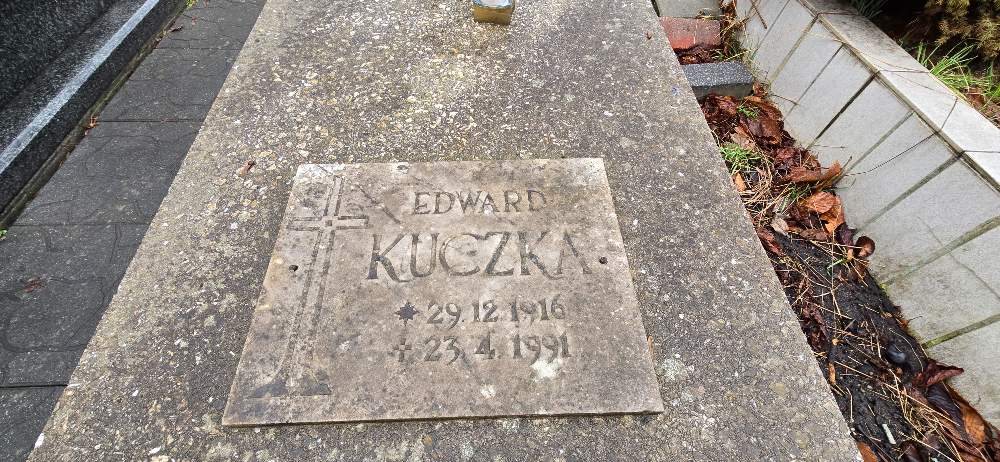 EDWARD
KUCZKA
* 29.12 1916
+ 23. 4. 1991